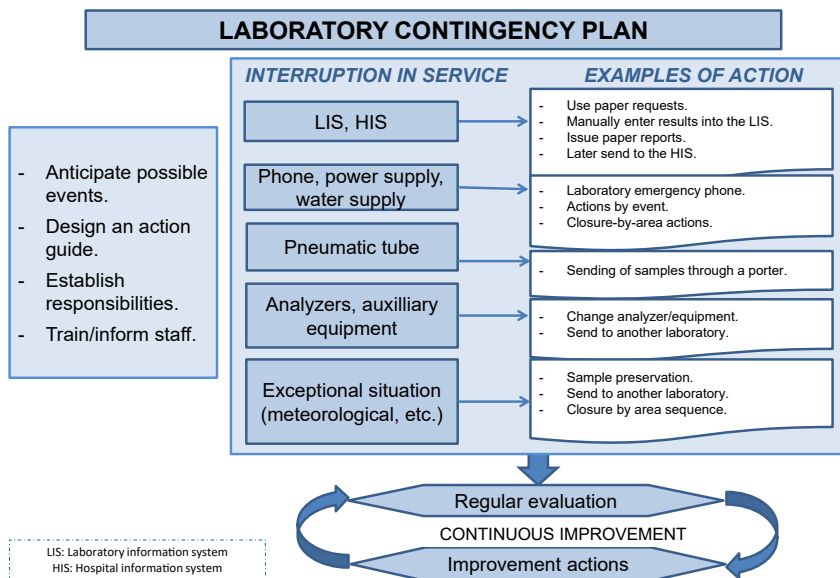 LABORATORY CONTINGENCY PLAN
- Anticipate possible
events.
- Design an action
guide.
- Establish
responsibilities.
- Train/inform staff.
INTERRUPTION IN SERVICE
EXAMPLES OF ACTION
LIS, HIS
- Use paper requests.
- Manually enter results into the LIS.
- Issue paper reports.
- Later send to the HIS.
Phone, power supply,
water supply
- Laboratory emergency phone.
- Actions by event.
- Closure-by-area actions.
Pneumatic tube
- Sending of samples through a porter.
Analyzers, auxilliary
equipment
- Change analyzer/equipment.
- Send to another laboratory.
Exceptional situation
(meteorological, etc.)
- Sample preservation.
- Send to another laboratory.
- Closure by area sequence.
Regular evaluation
CONTINUOUS IMPROVEMENT
Improvement actions
LIS: Laboratory information system
HIS: Hospital information system